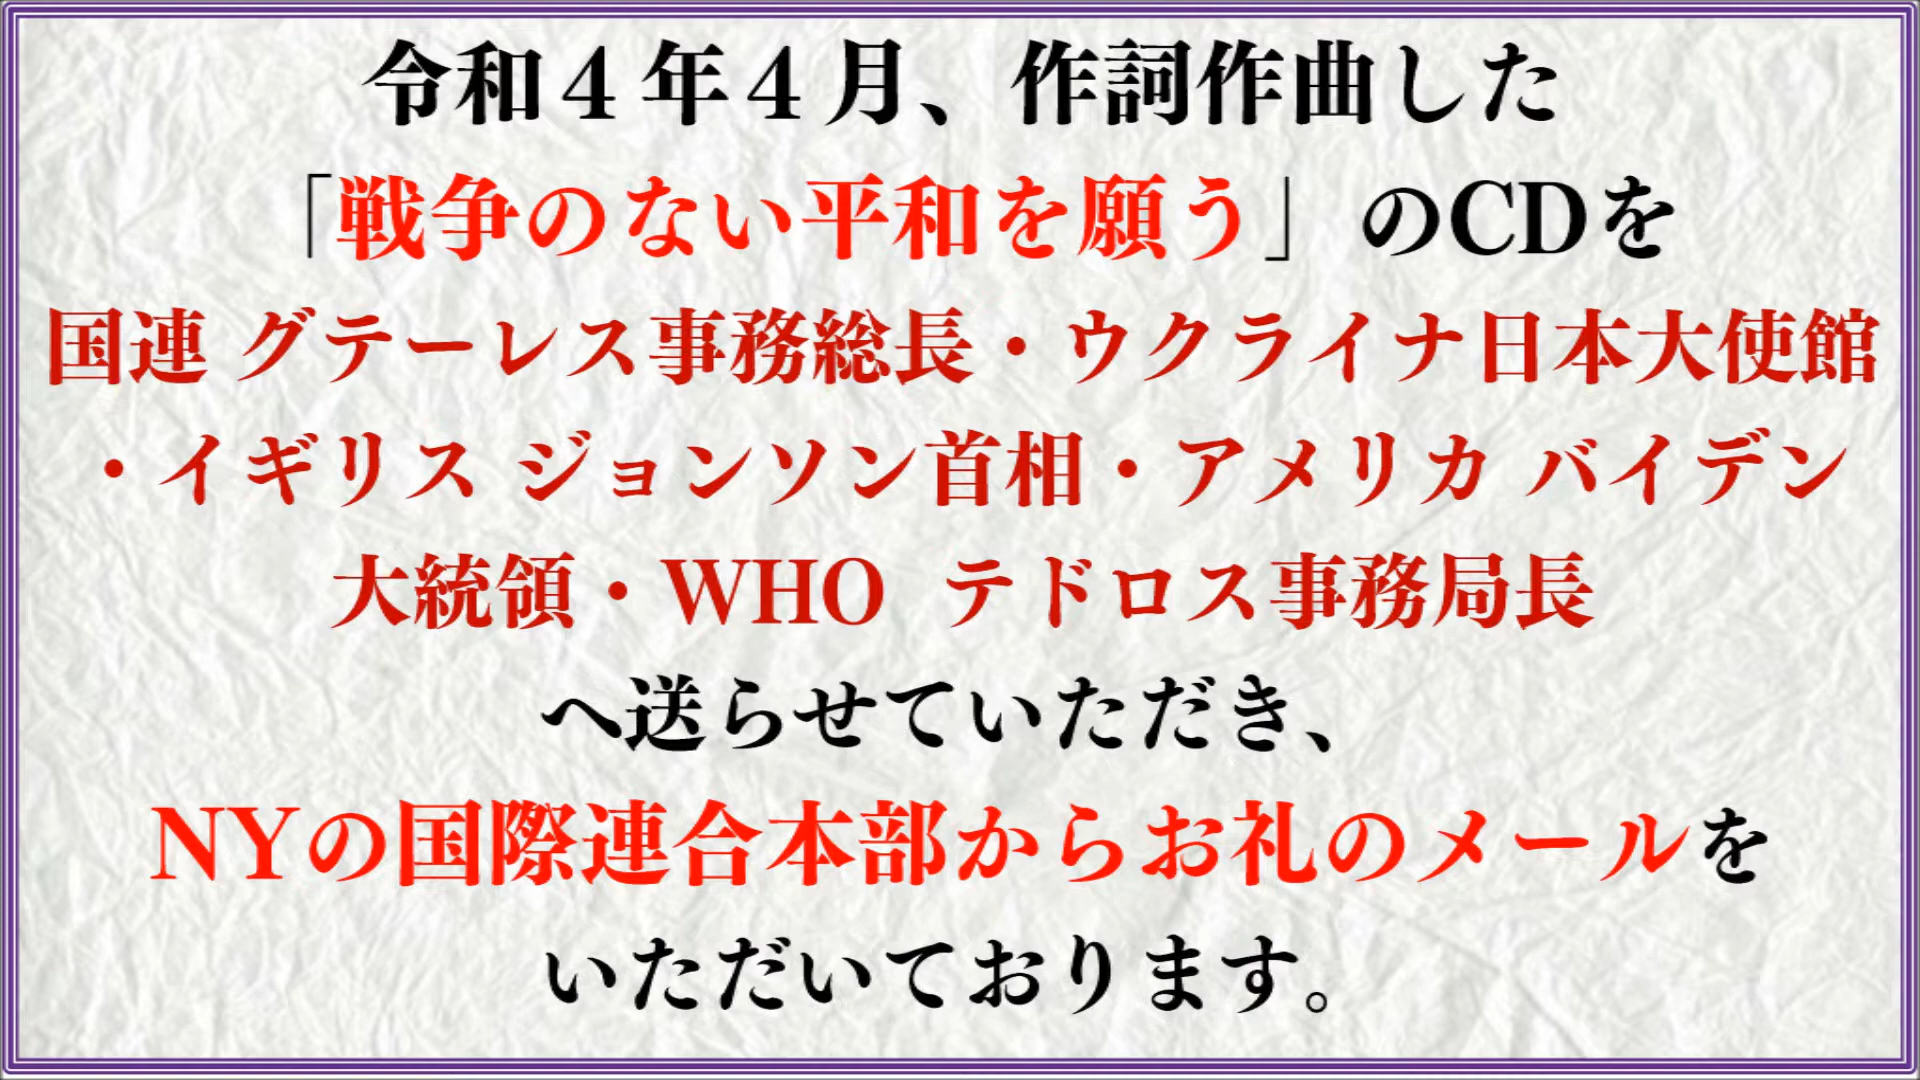 令和４年４月、作詞作曲した
「戦争のない平和を願う」のCDを
国連 グテーレス事務総長・ウクライナ日本大使館
・イギリス ジョンソン首相・アメリカ バイデン
大統領・WHO テドロス事務局長
へ送らせていただき、
NYの国際連合本部からお礼のメールを
いただいております。